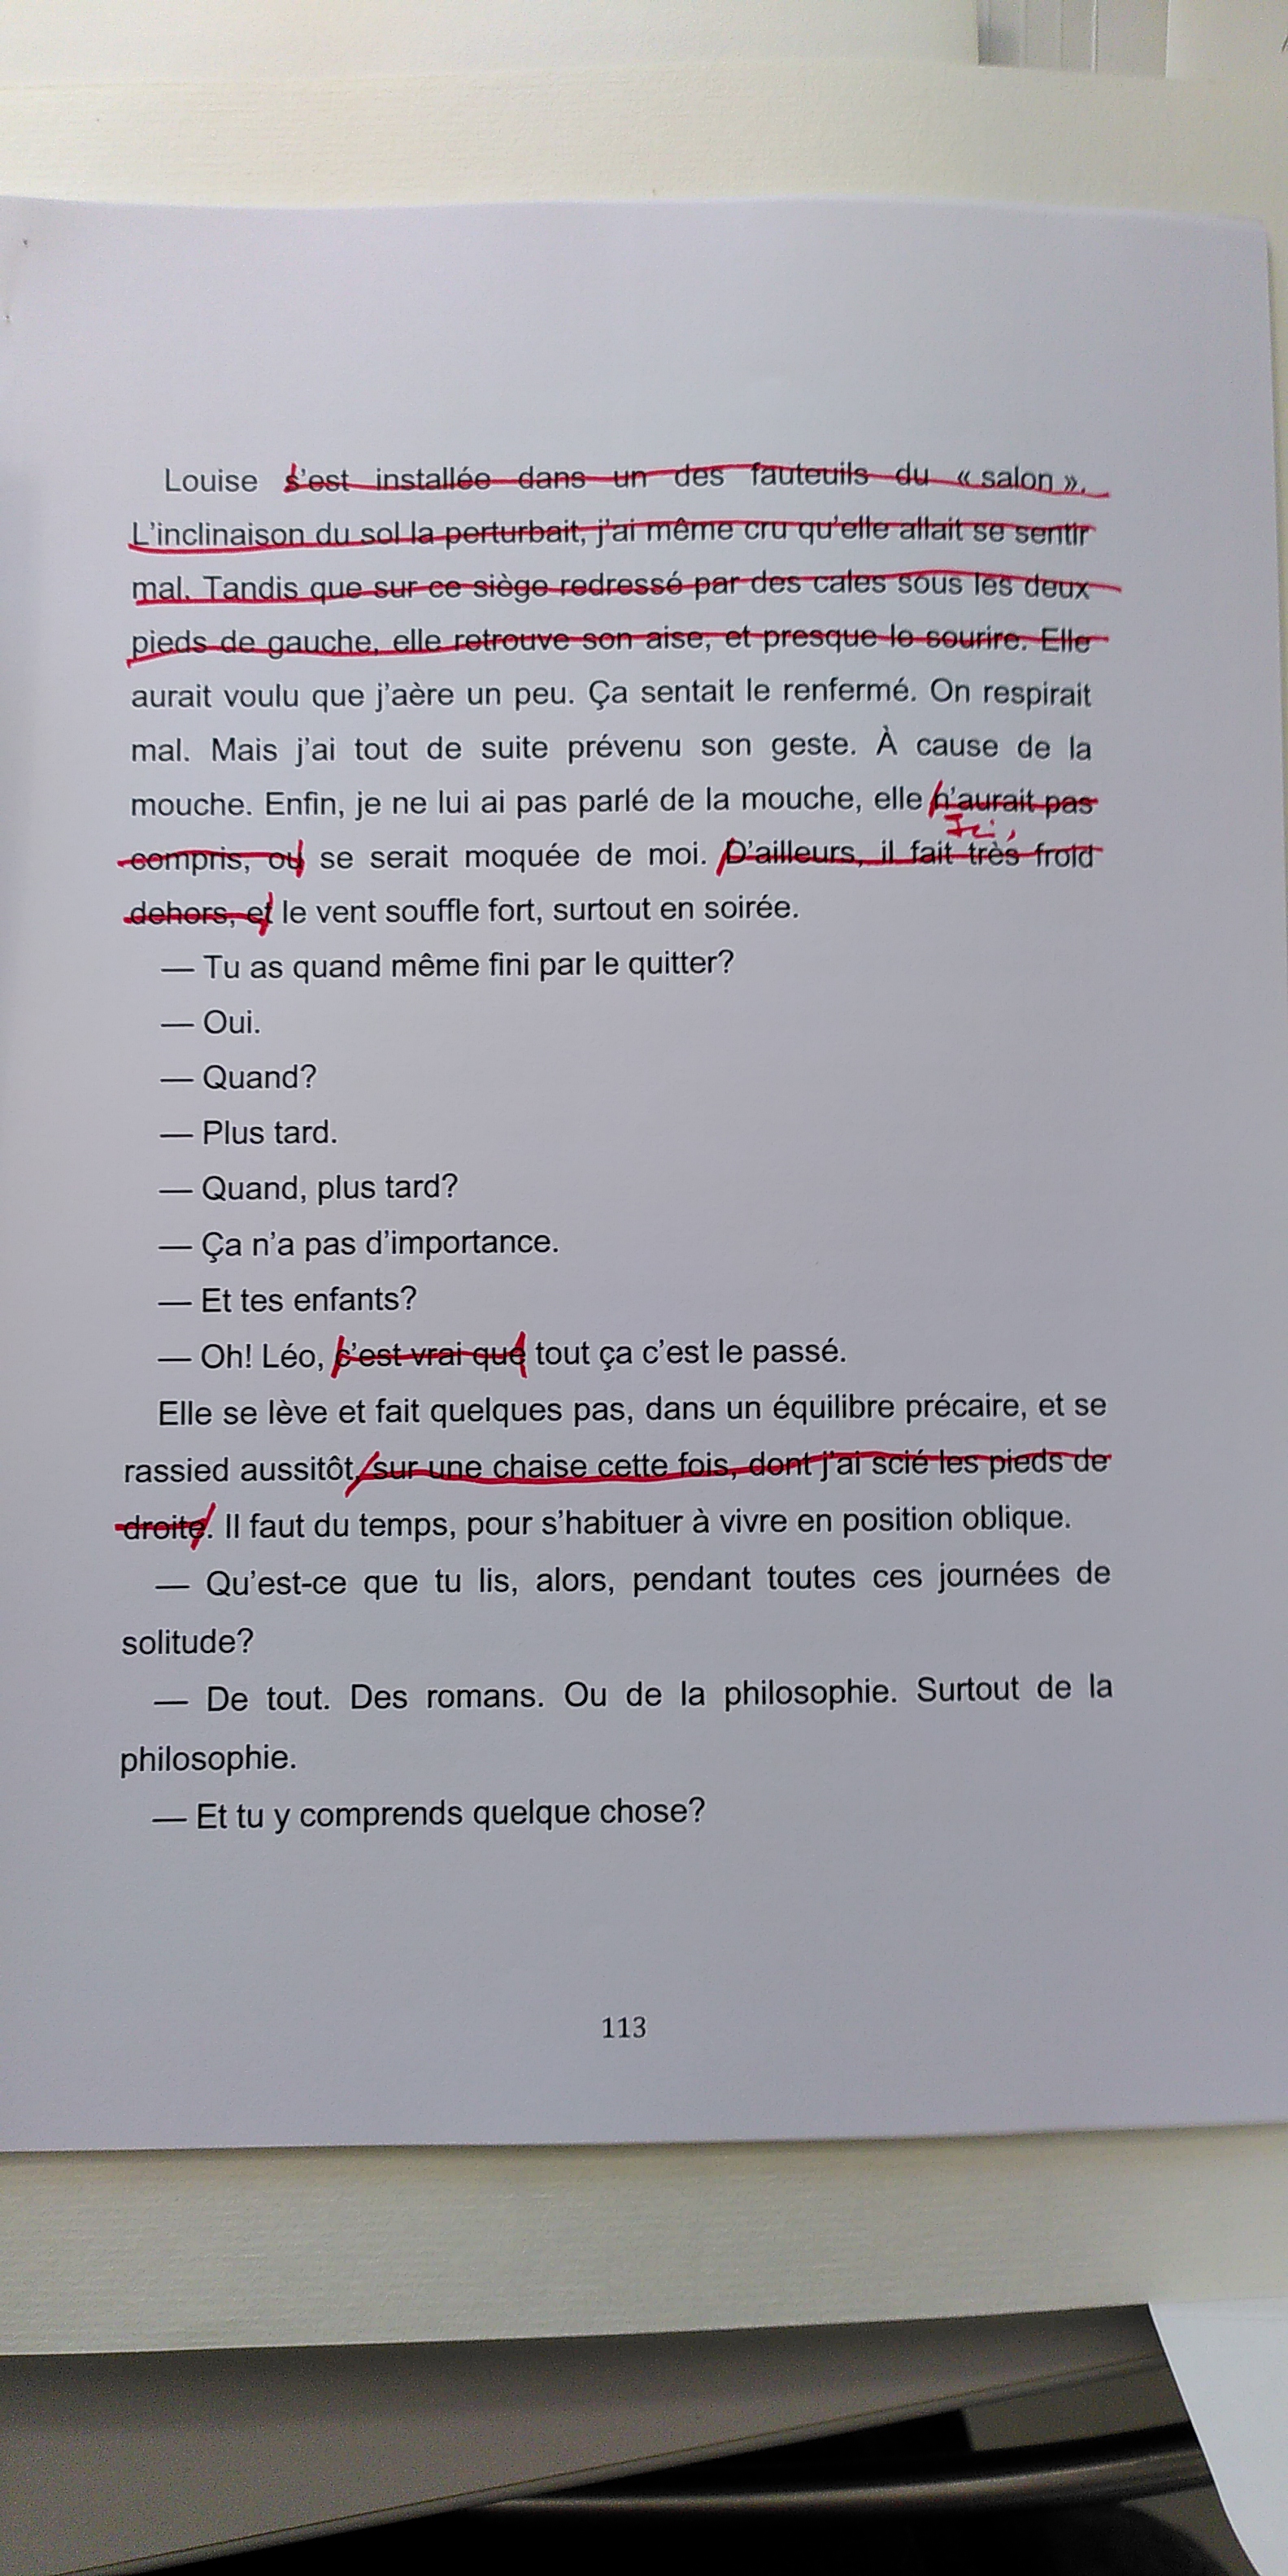 Louise s'est installée dans un des fauteuils du « salon ».
L'inclinaison du sol la perturbait, j'ai même cru qu'elle allait se sentir
mal. Tandis que sur ce siège redressé par des cales sous les deux
pieds de gauche, elle retrouve son aise, et presque le sourire. Elle
aurait voulu que j'aère un peu. Ça sentait le renfermé. On respirait
mal. Mais j'ai tout de suite prévenu son geste. À cause de la
mouche. Enfin, je ne lui ai pas parlé de la mouche, elle n'aurait pas
Ici,
compris, ou se serait moquée de moi. D'ailleurs, il fait très froid
dehors, et le vent souffle fort, surtout en soirée.
— Tu as quand même fini par le quitter?
— Oui.
— Quand?
— Plus tard.
— Quand, plus tard?
— Ça n'a pas d'importance.
— Et tes enfants?
— Oh! Léo, c'est vrai que tout ça c'est le passé.
Elle se lève et fait quelques pas, dans un équilibre précaire, et se
rassied aussitôt, sur une chaise cette fois, dont j'ai scié les pieds de
droite. Il faut du temps, pour s'habituer à vivre en position oblique.
— Qu'est-ce que tu lis, alors, pendant toutes ces journées de
solitude?
— De tout. Des romans. Ou de la philosophie. Surtout de la
philosophie.
— Et tu y comprends quelque chose?
113